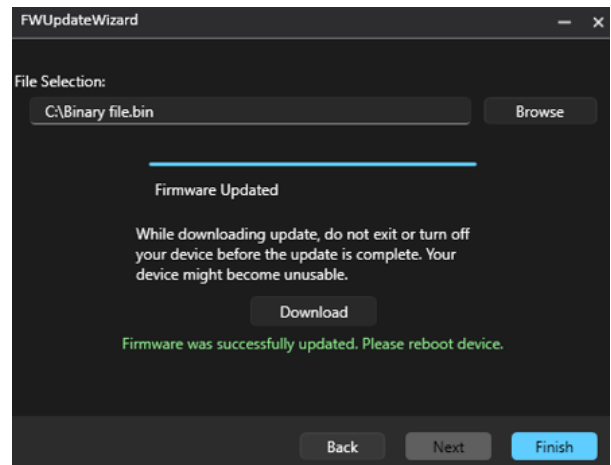 FWUpdateWizard
File Selection:
C:\Binary file.bin
Browse
Firmware Updated
While downloading update, do not exit or turn off
your device before the update is complete. Your
device might become unusable.
Download
Firmware was successfully updated. Please reboot device.
Back
Next
Finish